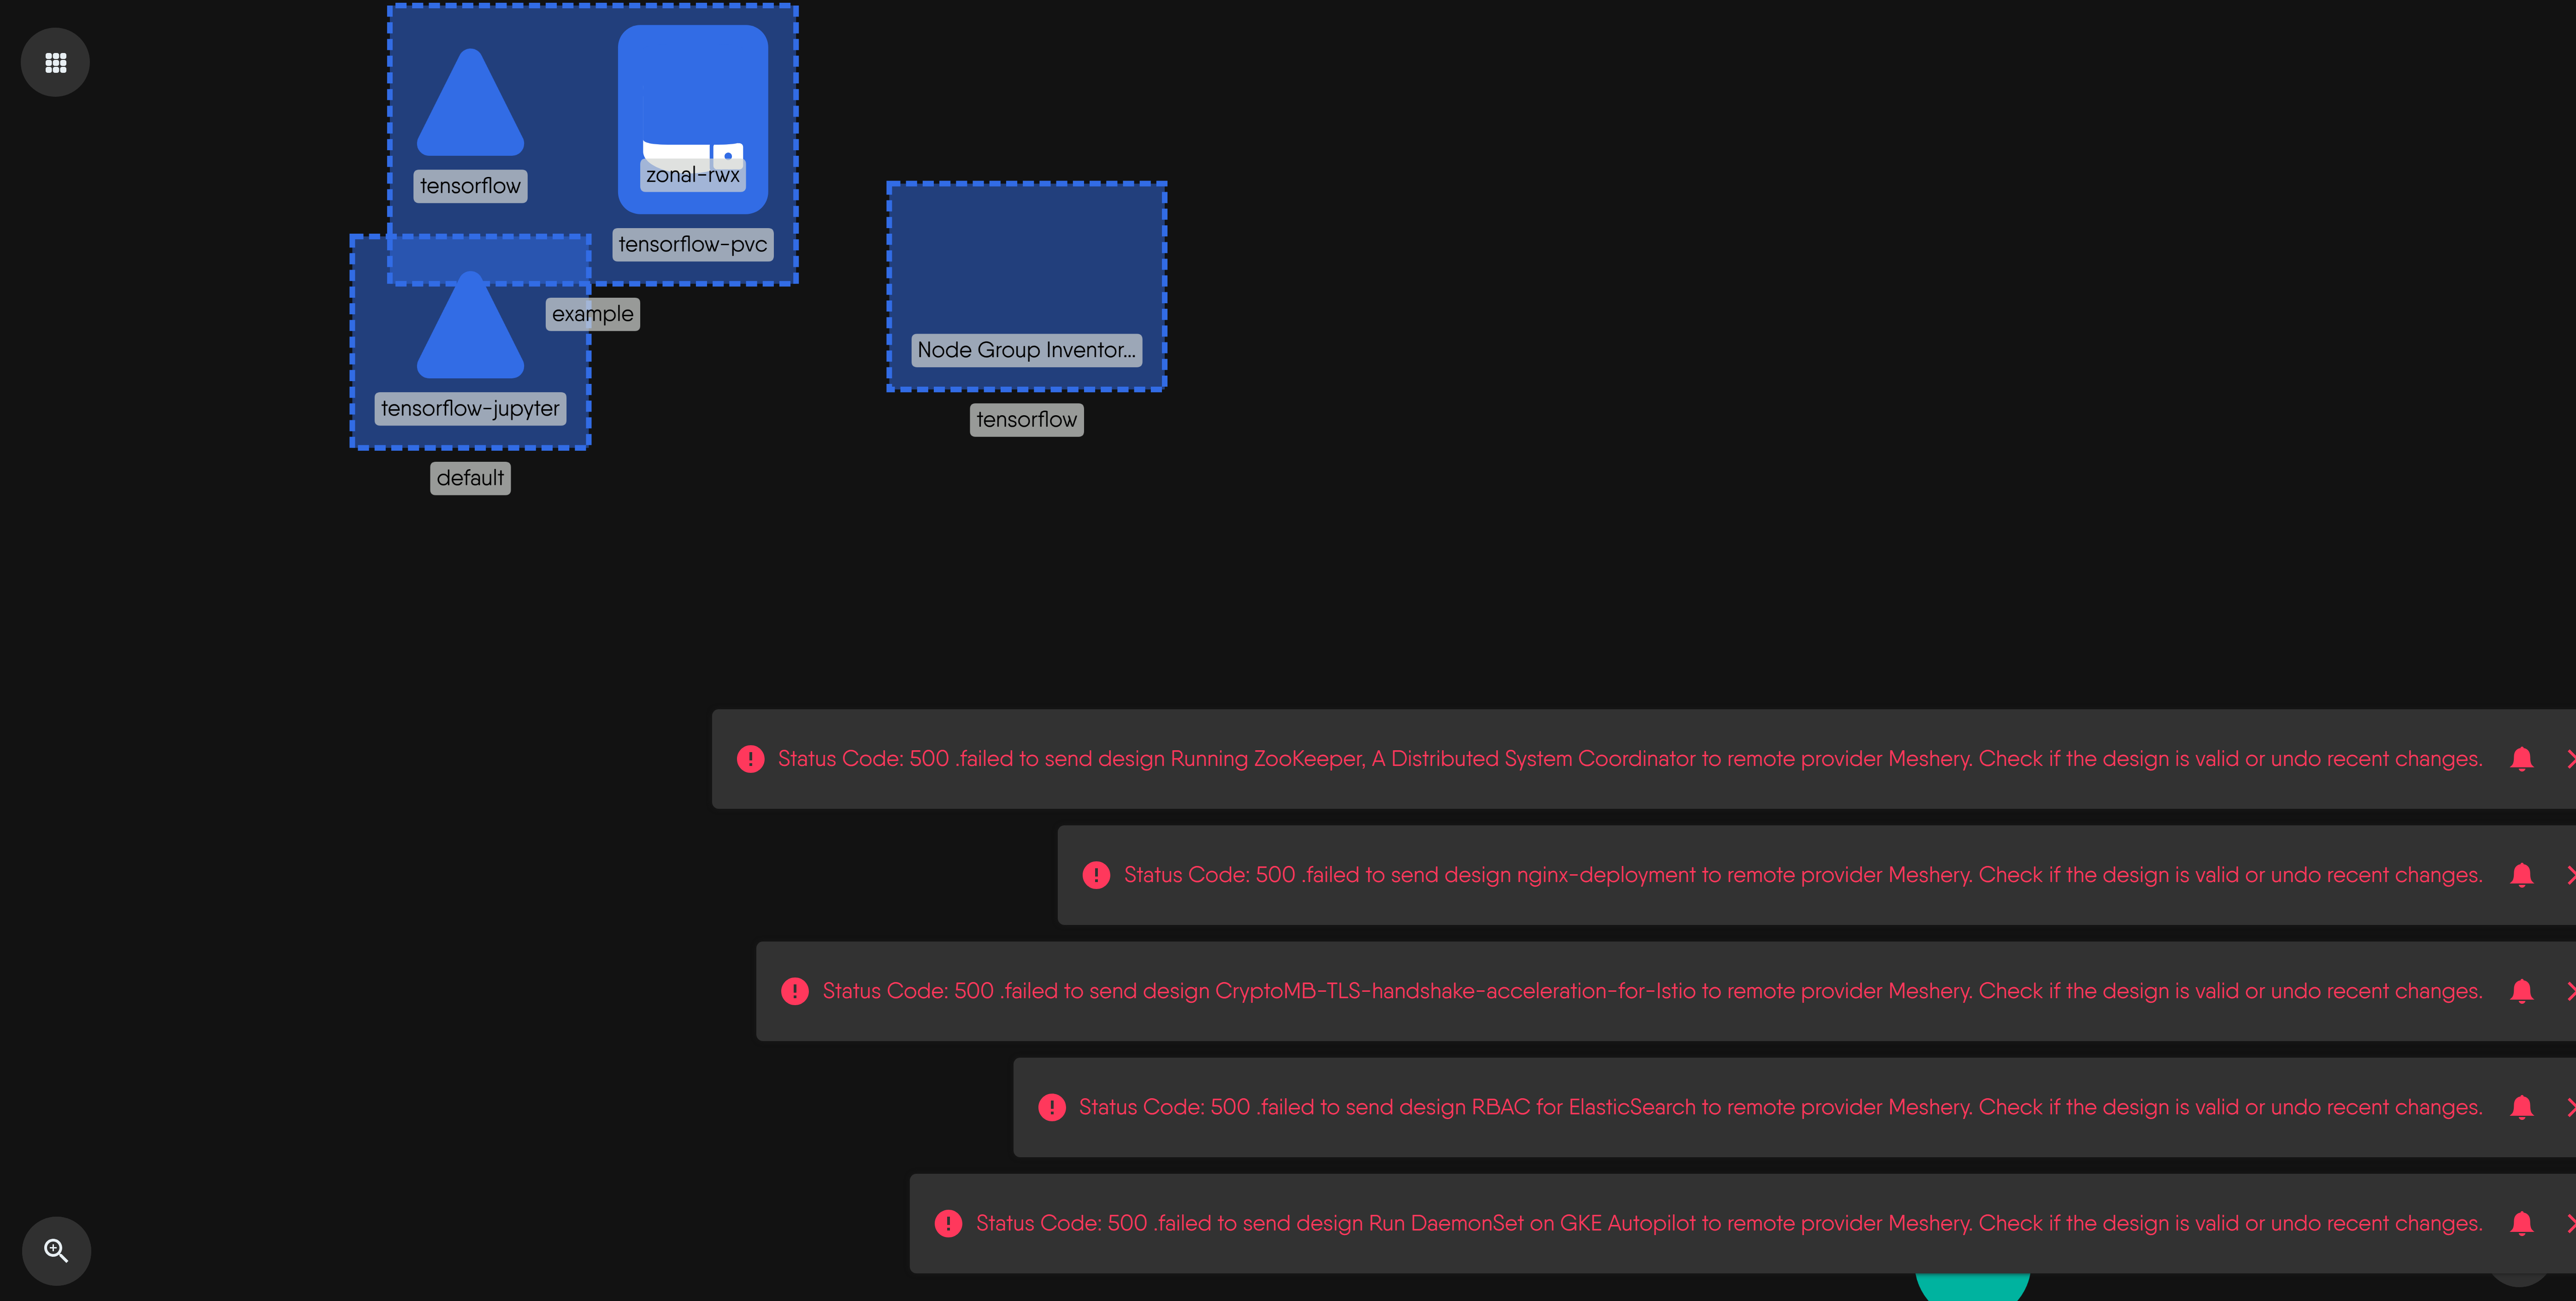 tensorflow
zonal-rwx
tensorflow-pvc
example
tensorflow-jupyter
default
Node Group Inventor...
tensorflow
Status Code: 500 .failed to send design Running ZooKeeper, A Distributed System Coordinator to remote provider Meshery. Check if the design is valid or undo recent changes.
Status Code: 500 .failed to send design nginx-deployment to remote provider Meshery. Check if the design is valid or undo recent changes.
Status Code: 500 .failed to send design CryptoMB-TLS-handshake-acceleration-for-Istio to remote provider Meshery. Check if the design is valid or undo recent changes.
Status Code: 500 .failed to send design RBAC for ElasticSearch to remote provider Meshery. Check if the design is valid or undo recent changes.
Status Code: 500 .failed to send design Run DaemonSet on GKE Autopilot to remote provider Meshery. Check if the design is valid or undo recent changes.